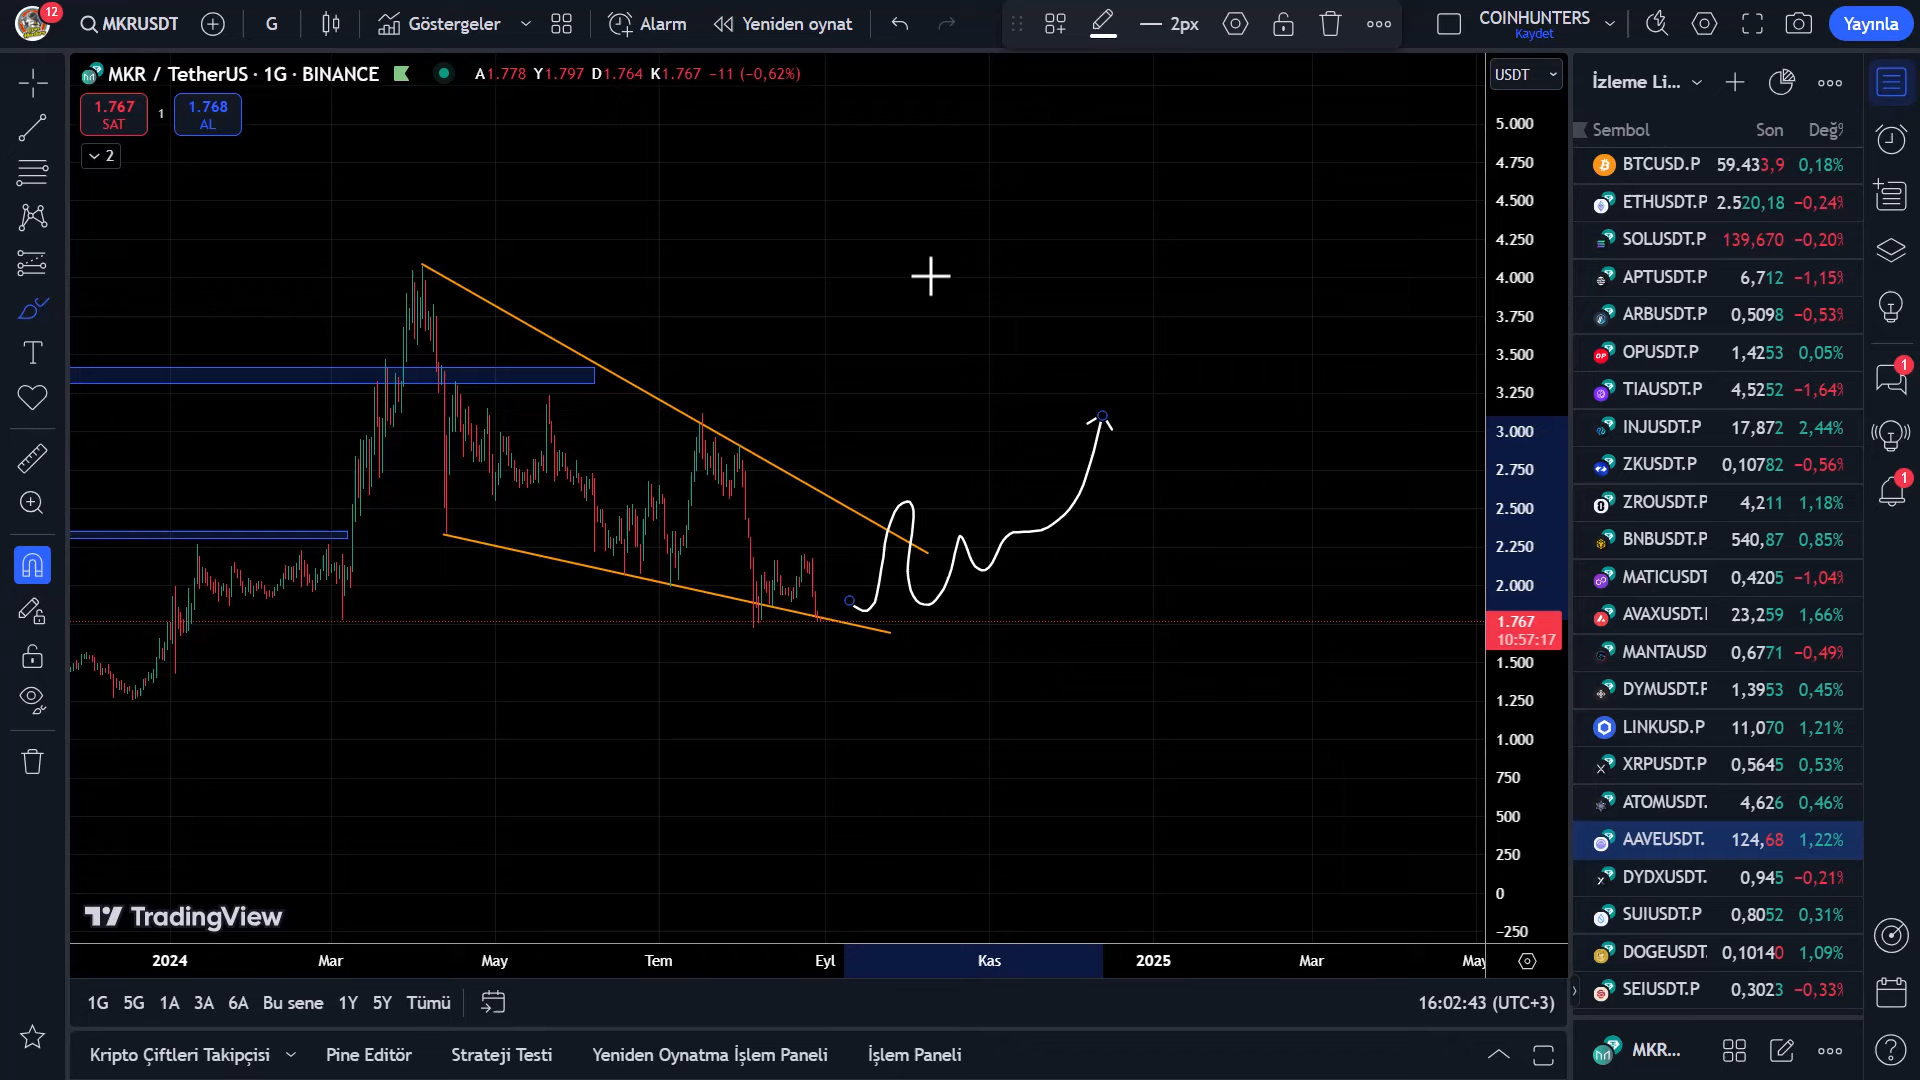 12
MKRUSDT
G
Göstergeler
Alarm
Yeniden oynat
2px
COINHUNTERS
Kaydet
Yayınla
MKR / TetherUS · 1G · BINANCE
A1.778 Y1.797 D1.764 K1.767 −11 (−0,62%)
1.767
SAT
1
1.768
AL
2
USDT
5.000
4.750
4.500
4.250
4.000
3.750
3.500
3.250
3.000
2.750
2.500
2.250
2.000
1.767
10:57:17
1.500
1.250
1.000
750
500
250
0
−250
TradingView
2024
Mar
May
Tem
Eyl
Kas
2025
Mar
May
1G 5G 1A 3A 6A Bu sene 1Y 5Y Tümü
16:02:43 (UTC+3)
Kripto Çiftleri Takipçisi
Pine Editör
Strateji Testi
Yeniden Oynatma İşlem Paneli
İşlem Paneli
İzleme Li...
Sembol Son Değ%
BTCUSD.P 59.433,9 0,18%
ETHUSDT.P 2.520,18 −0,24%
SOLUSDT.P 139,670 −0,20%
APTUSDT.P 6,712 −1,15%
ARBUSDT.P 0,5098 −0,53%
OPUSDT.P 1,4253 0,05%
TIAUSDT.P 4,5252 −1,64%
INJUSDT.P 17,872 2,44%
ZKUSDT.P 0,10782 −0,56%
ZROUSDT.P 4,211 1,18%
BNBUSDT.P 540,87 0,85%
MATICUSDT 0,4205 −1,04%
AVAXUSDT.I 23,259 1,66%
MANTAUSD 0,6771 −0,49%
DYMUSDT.F 1,3953 0,45%
LINKUSD.P 11,070 1,21%
XRPUSDT.P 0,5645 0,53%
ATOMUSDT. 4,626 0,46%
AAVEUSDT. 124,68 1,22%
DYDXUSDT. 0,945 −0,21%
SUIUSDT.P 0,8052 0,31%
DOGEUSDT. 0,10140 1,09%
SEIUSDT.P 0,3023 −0,33%
MKR...
1
1